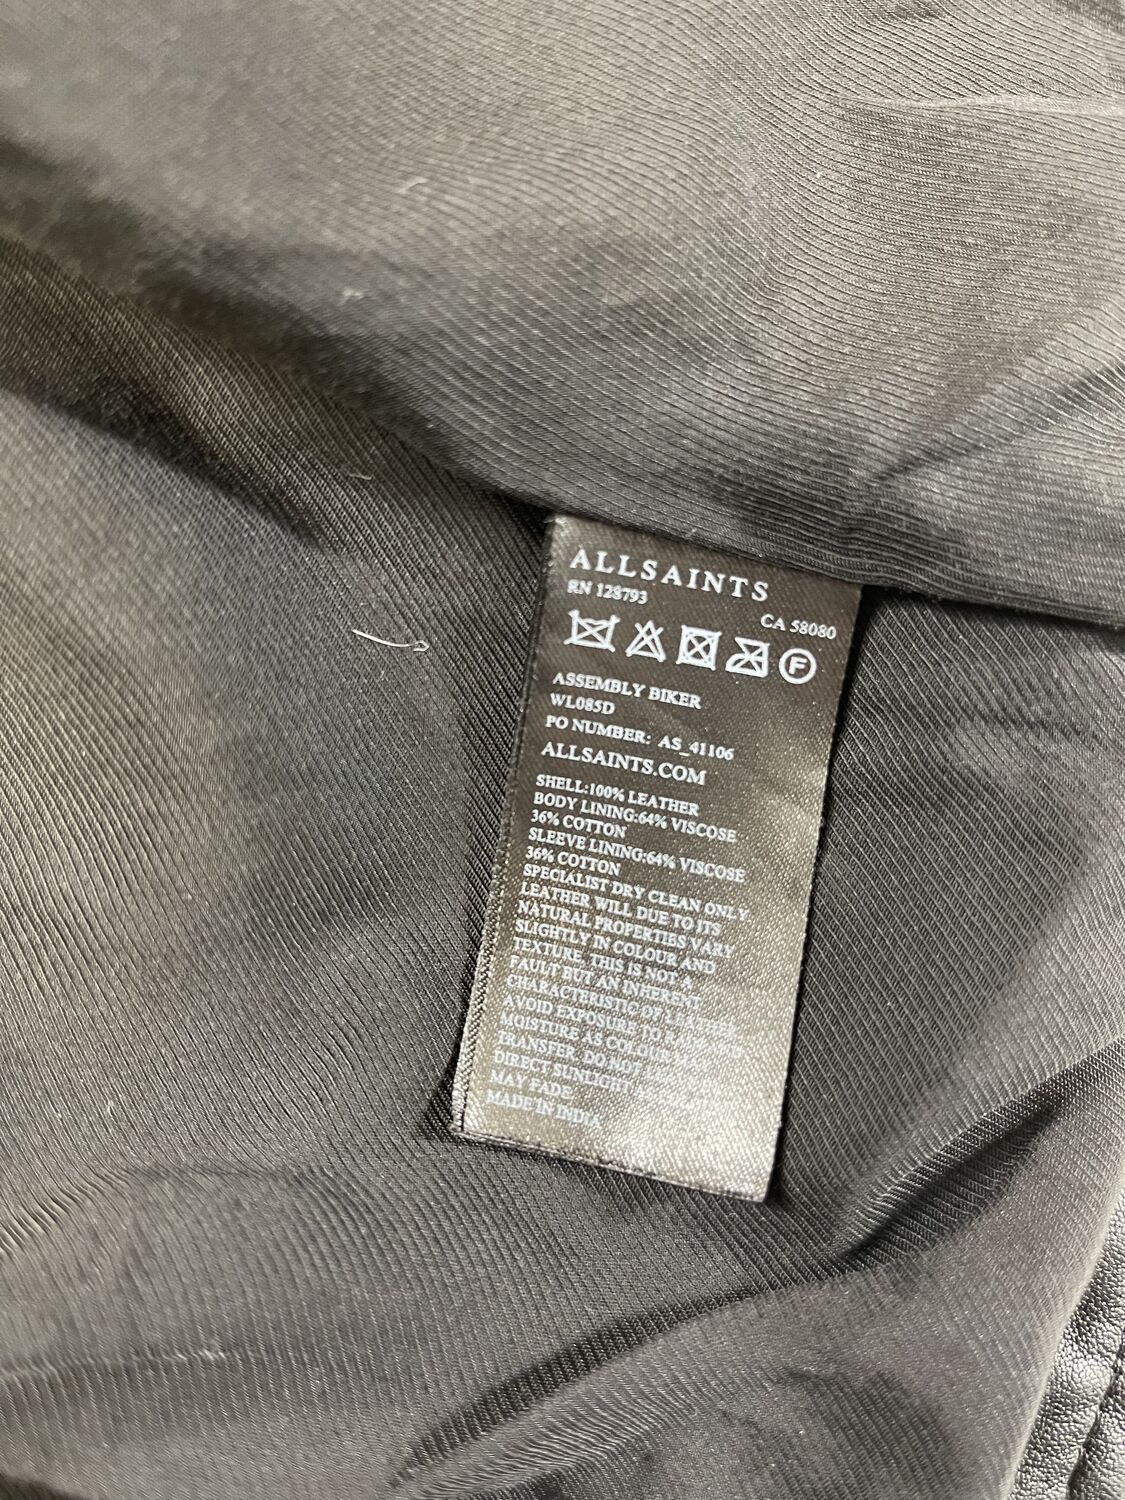 ALLSAINTS
RN 128793
CA 58080
F
ASSEMBLY BIKER
WL085D
PO NUMBER: AS_41106
ALLSAINTS.COM
SHELL:100% LEATHER
BODY LINING:64% VISCOSE
36% COTTON
SLEEVE LINING:64% VISCOSE
36% COTTON
SPECIALIST DRY CLEAN ONLY
LEATHER WILL DUE TO ITS
NATURAL PROPERTIES VARY
SLIGHTLY IN COLOUR AND
TEXTURE. THIS IS NOT A
FAULT BUT AN INHERENT
CHARACTERISTIC OF LEATHER
AVOID EXPOSURE TO
MOISTURE AS COLOUR
TRANSFER. DO NOT
DIRECT SUNLIGHT
MAY FADE
MADE IN INDIA